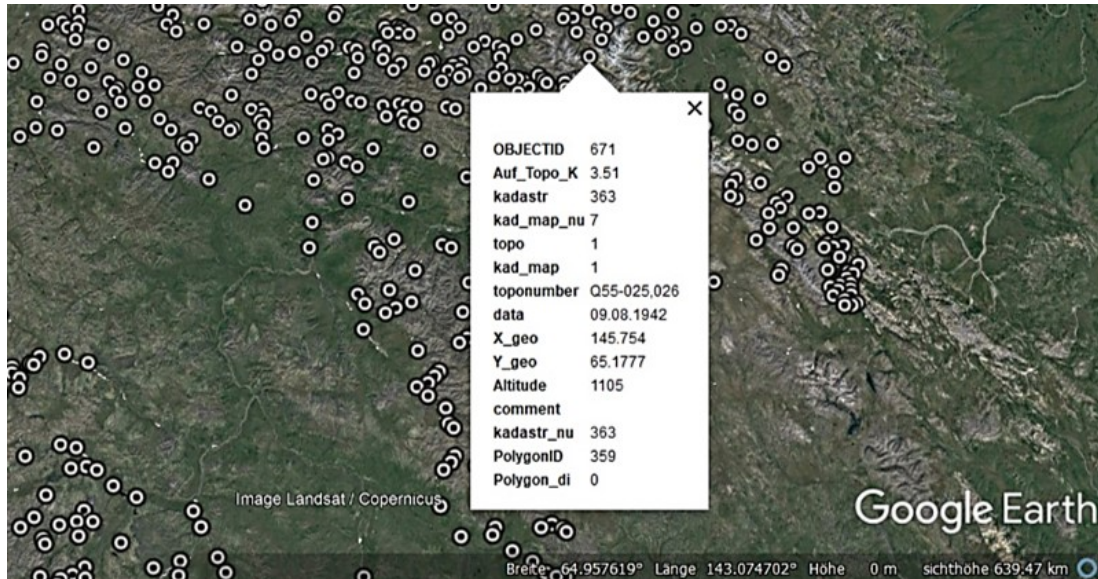 OBJECTID 671
Auf_Topo_K 3.51
kadastr 363
kad_map_nu 7
topo 1
kad_map 1
toponumber Q55-025,026
data 09.08.1942
X_geo 145.754
Y_geo 65.1777
Altitude 1105
comment
kadastr_nu 363
PolygonID 359
Polygon_di 0
Image Landsat / Copernicus
Google Earth
Breite 64.957619° Länge 143.074702° Höhe 0 m sichthöhe 639.47 km